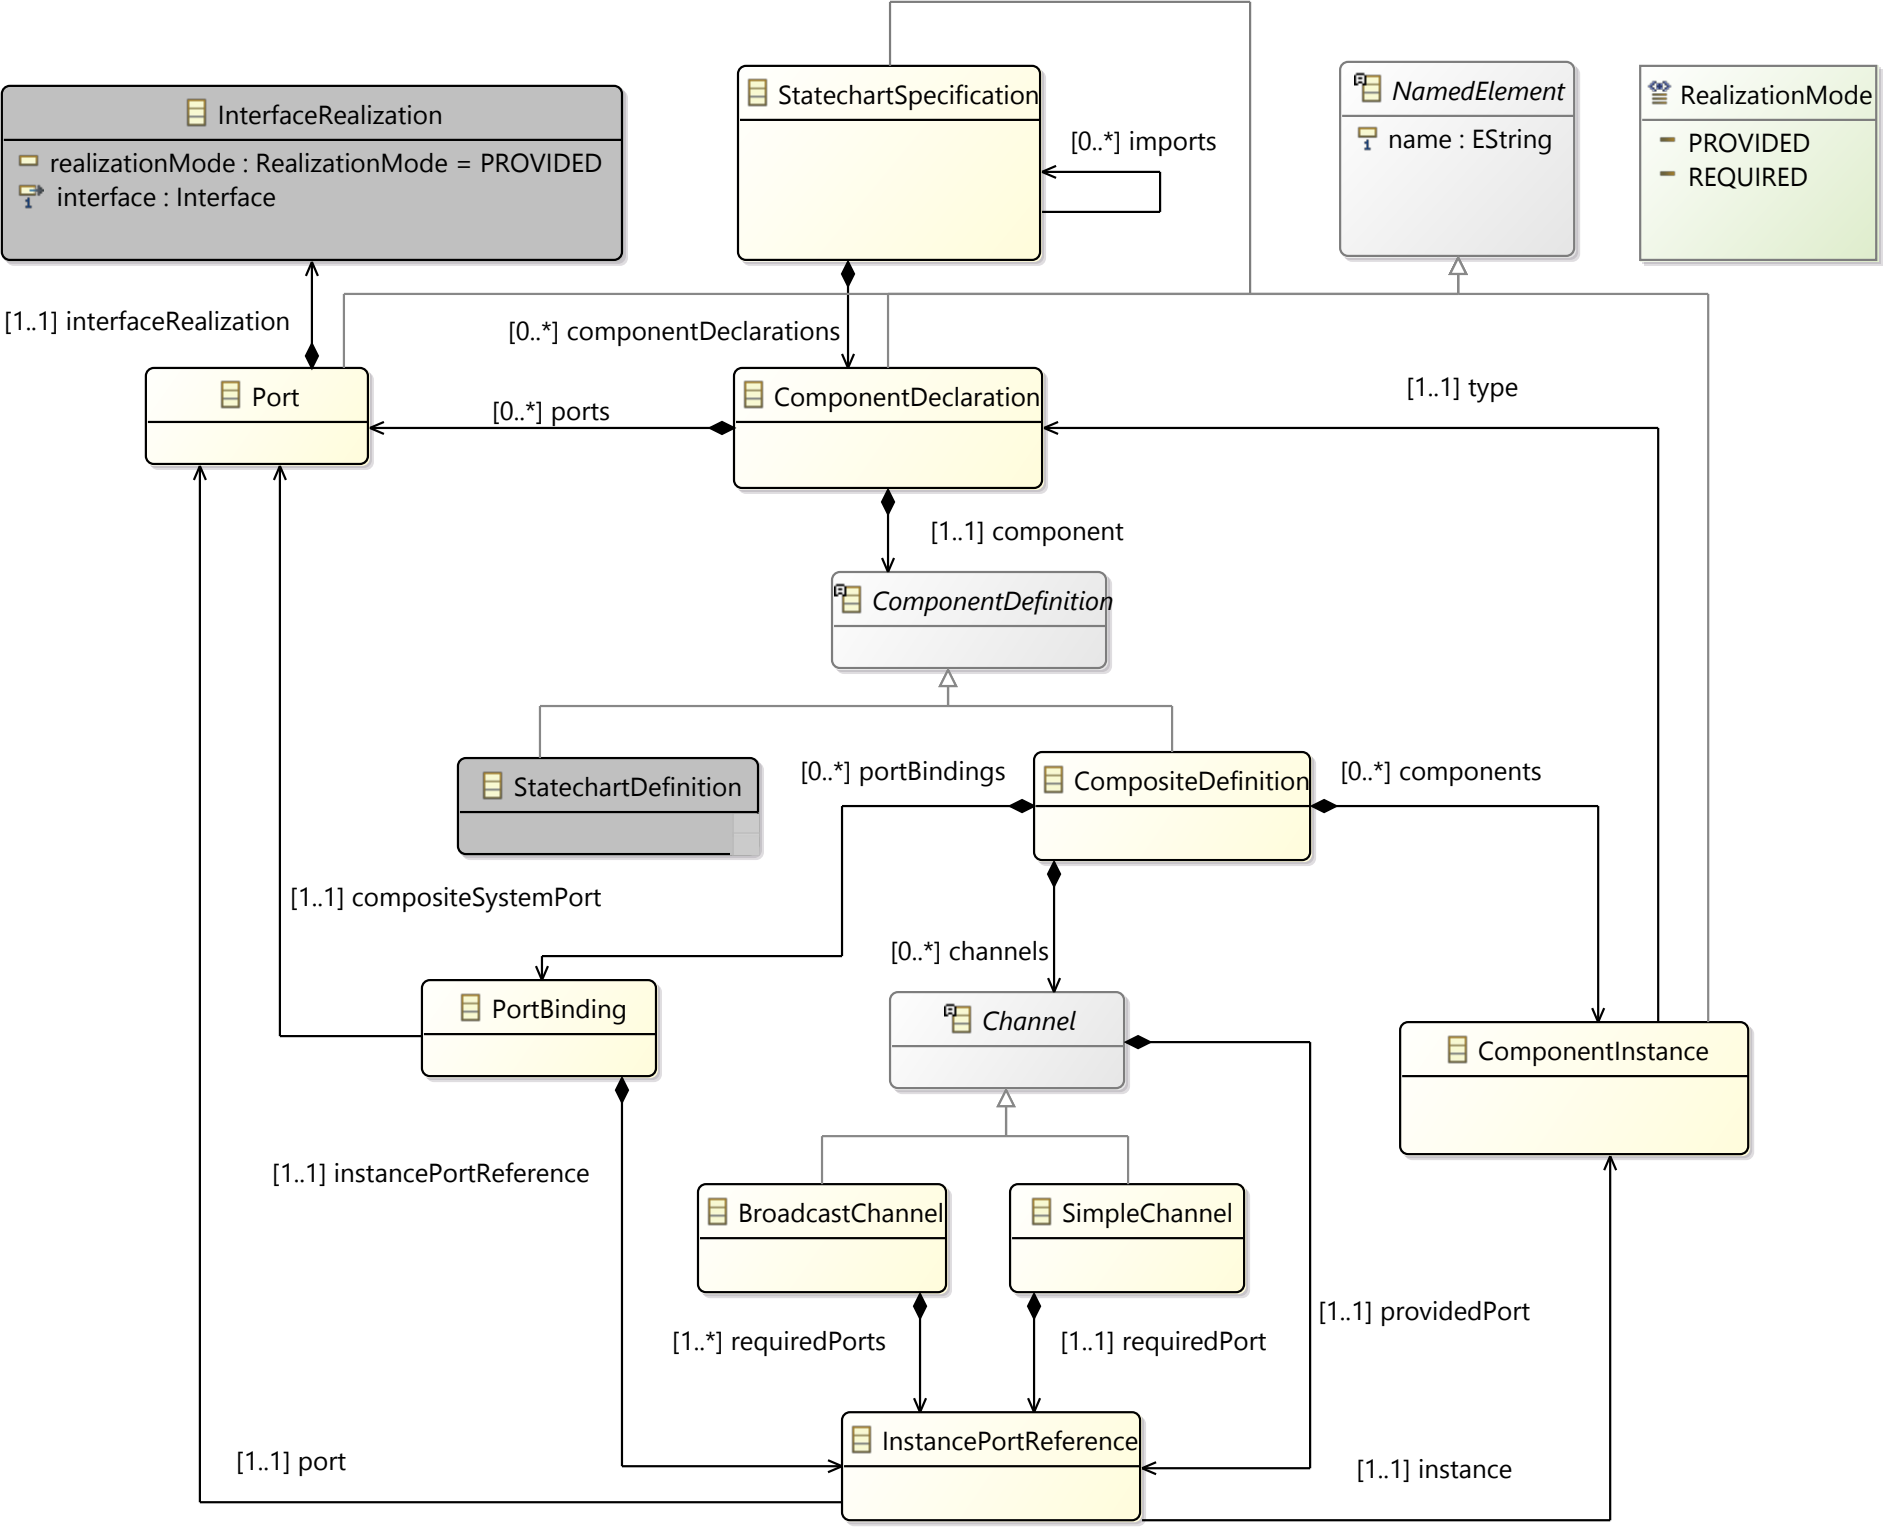 StatechartSpecification
NamedElement
name : EString
RealizationMode
PROVIDED
REQUIRED
InterfaceRealization
realizationMode : RealizationMode = PROVIDED
1 interface : Interface
[0..*] imports
[1..1] interfaceRealization
[0..*] componentDeclarations
Port
[0..*] ports
ComponentDeclaration
[1..1] type
[1..1] component
ComponentDefinition
StatechartDefinition
[0..*] portBindings
CompositeDefinition
[0..*] components
[1..1] compositeSystemPort
[0..*] channels
PortBinding
Channel
ComponentInstance
[1..1] instancePortReference
BroadcastChannel
SimpleChannel
[1..*] requiredPorts
[1..1] requiredPort
[1..1] providedPort
InstancePortReference
[1..1] port
[1..1] instance